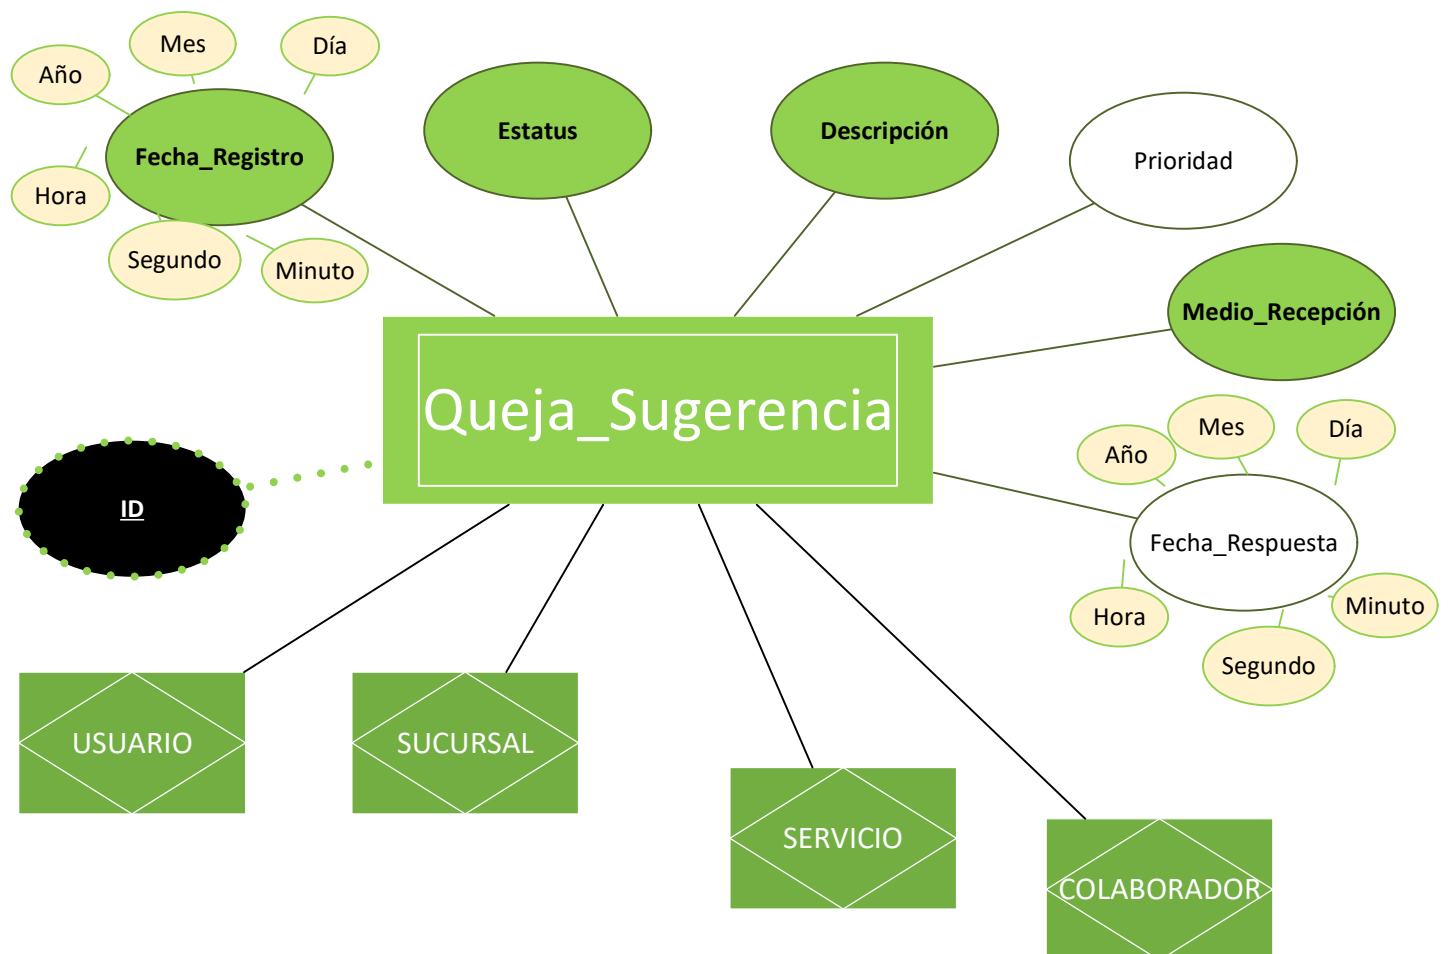 Mes
Día
Año
Estatus
Descripción
Fecha_Registro
Prioridad
Hora
Segundo
Minuto
Medio_Recepción
Queja_Sugerencia
Mes
Día
Año
ID
Fecha_Respuesta
Hora
Minuto
Segundo
USUARIO
SUCURSAL
SERVICIO
COLABORADOR